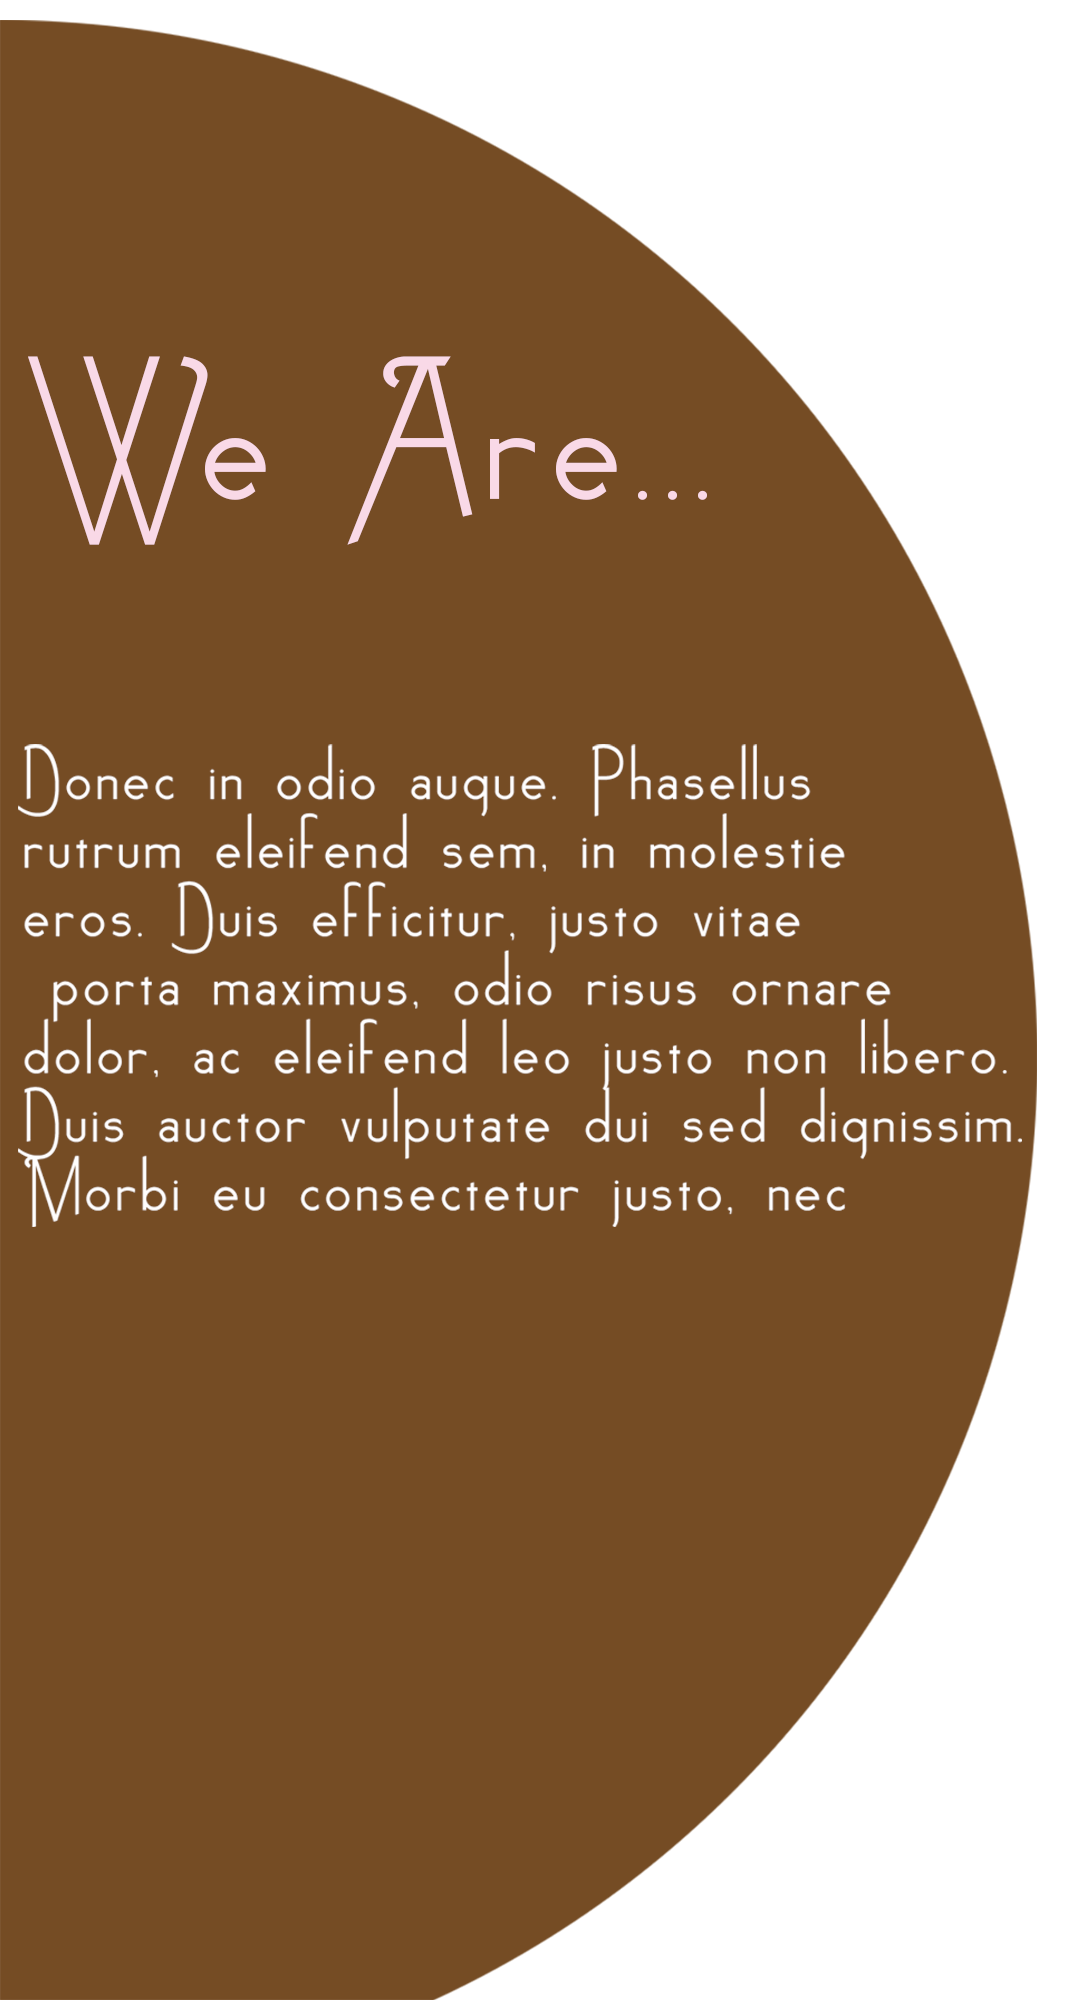 We Are...
Donec in odio auque. Phasellus
rutrum eleifend sem, in molestie
eros. Duis efficitur, justo vitae
porta maximus, odio risus ornare
dolor, ac eleifend leo justo non libero.
Duis auctor vulputate dui sed dignissim.
Morbi eu consectetur justo, nec